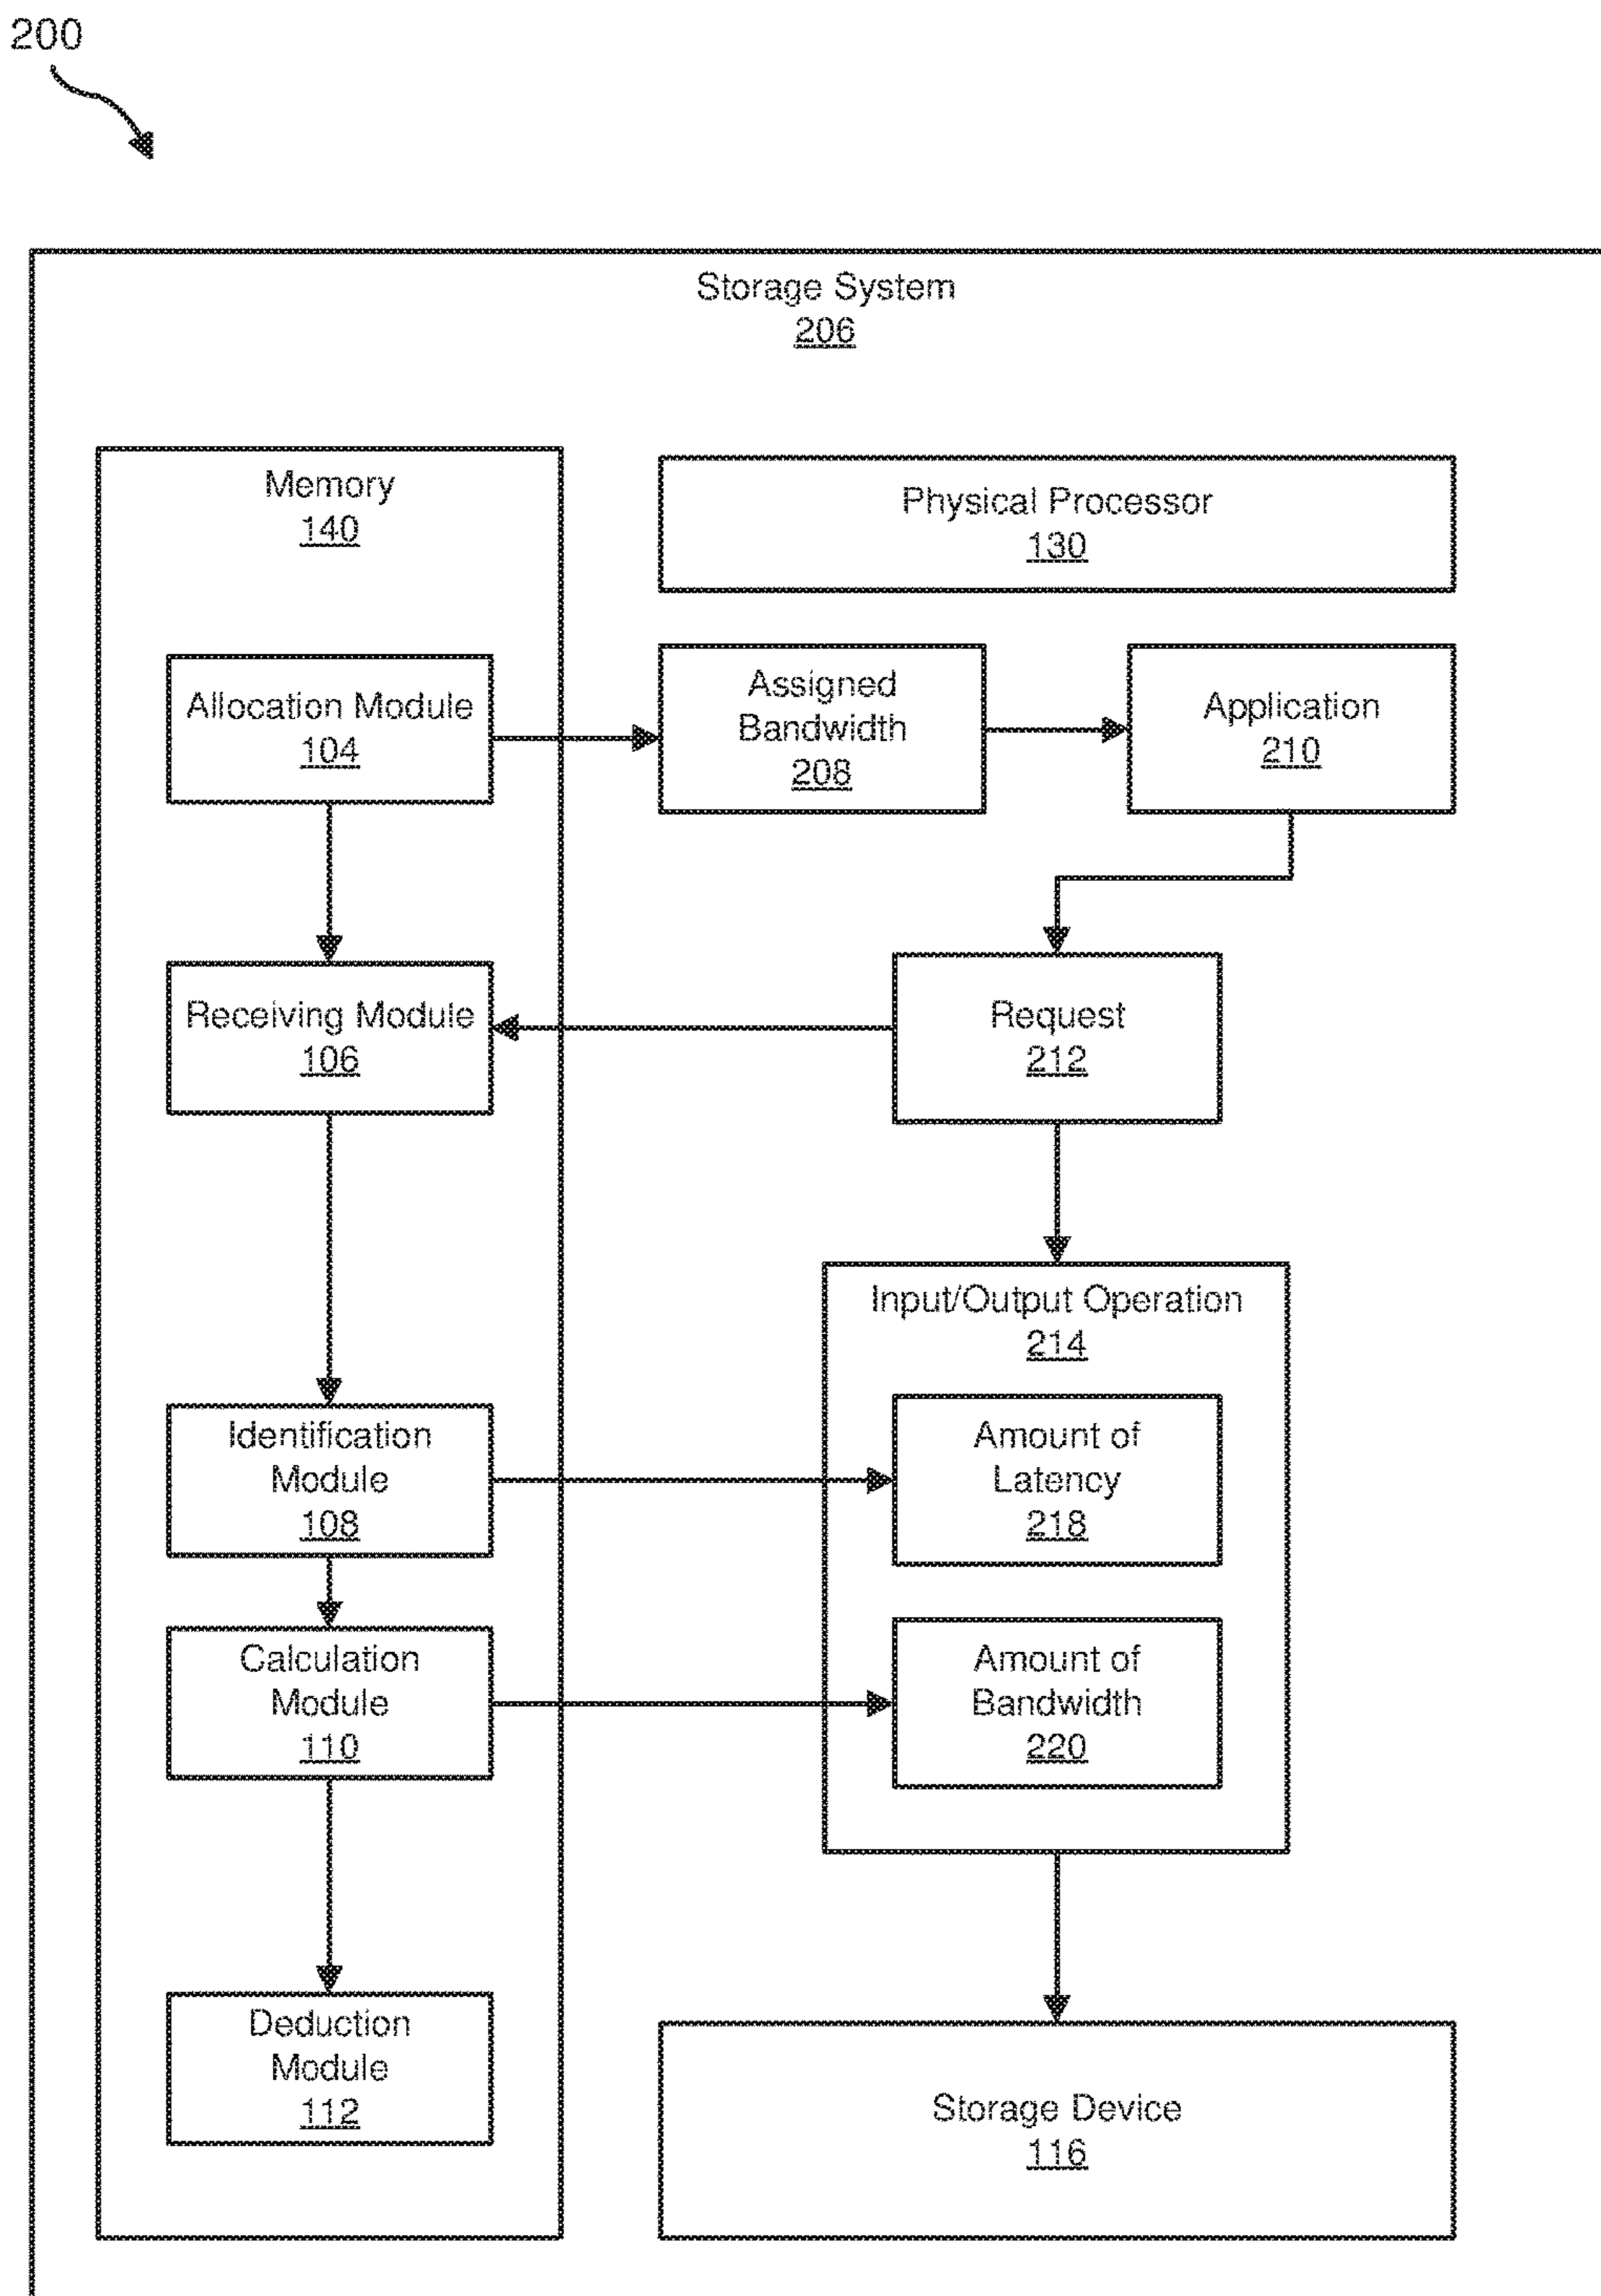 200
Storage System
206
Memory
140
Physical Processor
130
Allocation Module
104
Assigned
Bandwidth
208
Application
210
Receiving Module
106
Request
212
Input/Output Operation
214
Identification
Module
108
Amount of
Latency
218
Calculation
Module
110
Amount of
Bandwidth
220
Deduction
Module
112
Storage Device
116